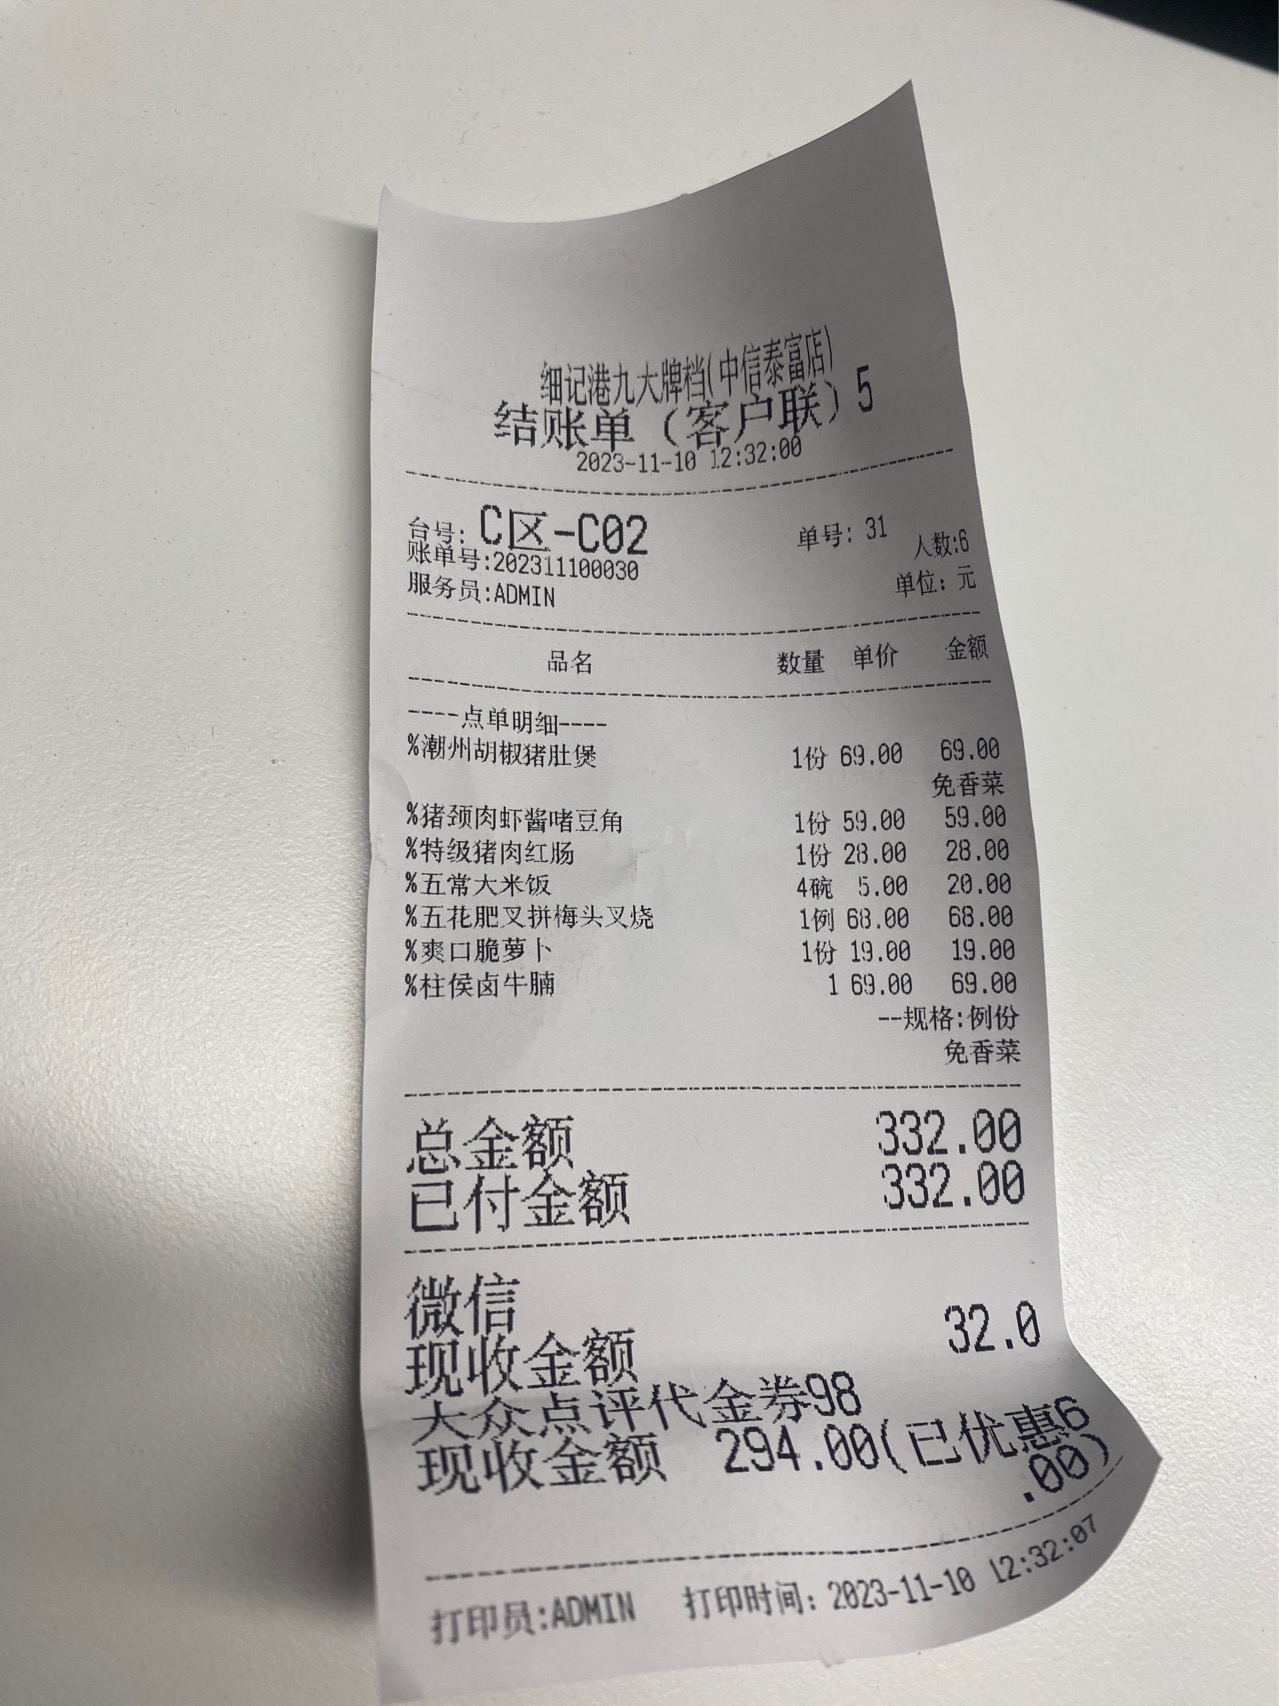 细记港九大牌档(中信泰富店)
结账单（客户联）5
2023-11-10 12:32:00
台号: C区-C02 单号: 31 人数:6
账单号:202311100030
服务员:ADMIN 单位: 元
品名 数量 单价 金额
----点单明细----
%潮州胡椒猪肚煲 1份 69.00 69.00
免香菜
%猪颈肉虾酱啫豆角 1份 59.00 59.00
%特级猪肉红肠 1份 28.00 28.00
%五常大米饭 4碗 5.00 20.00
%五花肥叉拼梅头叉烧 1例 68.00 68.00
%爽口脆萝卜 1份 19.00 19.00
%柱侯卤牛腩 1 69.00 69.00
--规格:例份
免香菜
总金额 332.00
已付金额 332.00
微信
现收金额 32.0
大众点评代金券98
现收金额 294.00(已优惠6
.00)
打印员:ADMIN 打印时间: 2023-11-10 12:32:07